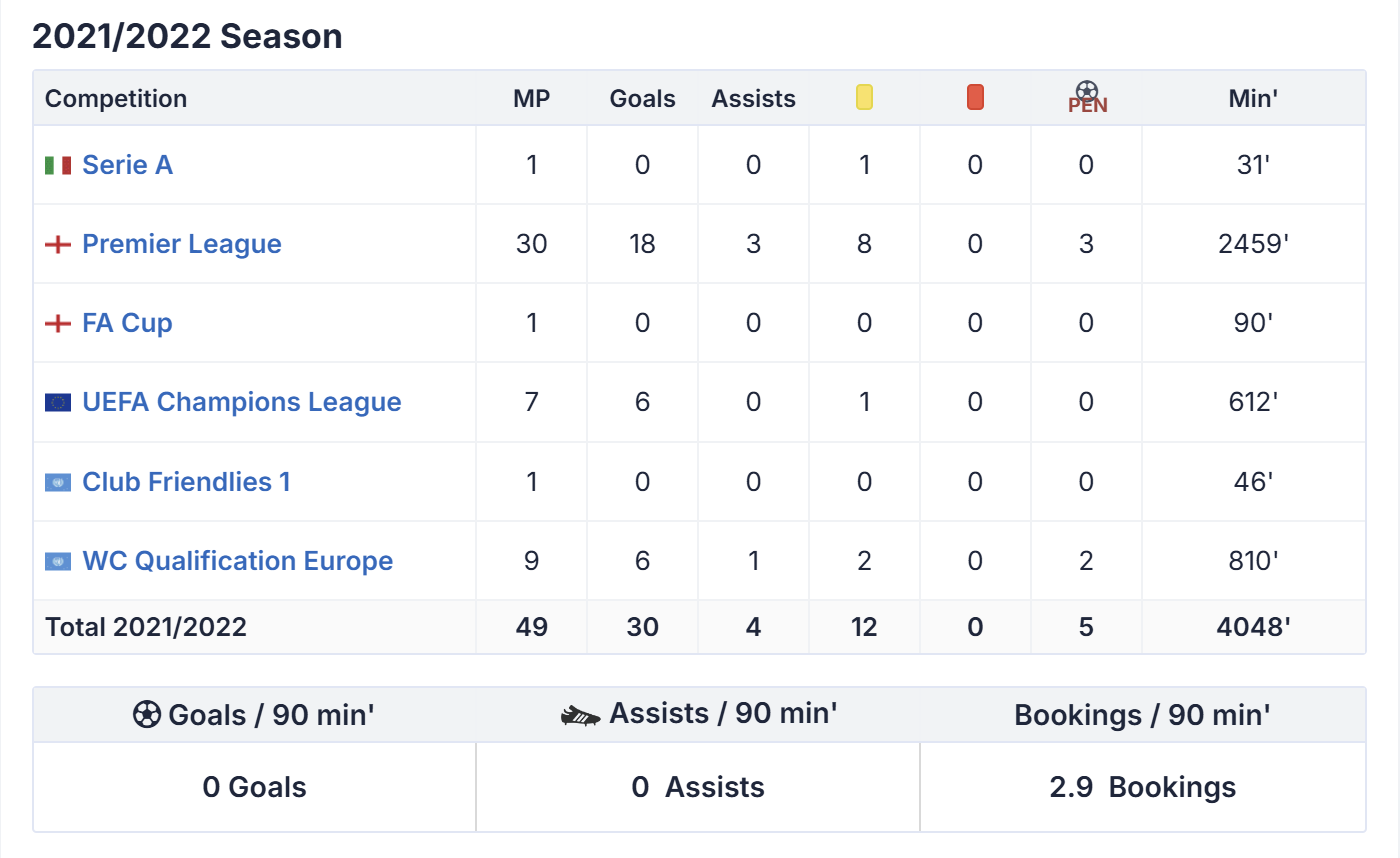 2021/2022 Season
Competition MP Goals Assists PEN Min'
Serie A 1 0 0 1 0 0 31'
Premier League 30 18 3 8 0 3 2459'
FA Cup 1 0 0 0 0 0 90'
UEFA Champions League 7 6 0 1 0 0 612'
Club Friendlies 1 1 0 0 0 0 0 46'
WC Qualification Europe 9 6 1 2 0 2 810'
Total 2021/2022 49 30 4 12 0 5 4048'
Goals / 90 min' Assists / 90 min' Bookings / 90 min'
0 Goals 0 Assists 2.9 Bookings